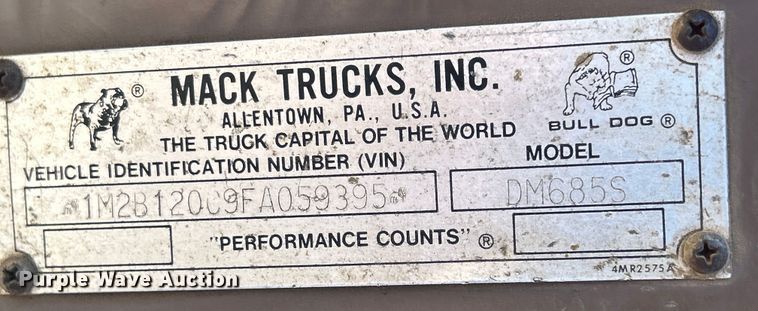 MACK TRUCKS, INC.
ALLENTOWN, PA., U.S.A.
THE TRUCK CAPITAL OF THE WORLD
BULL DOG ®
VEHICLE IDENTIFICATION NUMBER (VIN)
MODEL
1M2B120C9FA059395
DM685S
"PERFORMANCE COUNTS" ®
4MR2575A
Purple Wave Auction